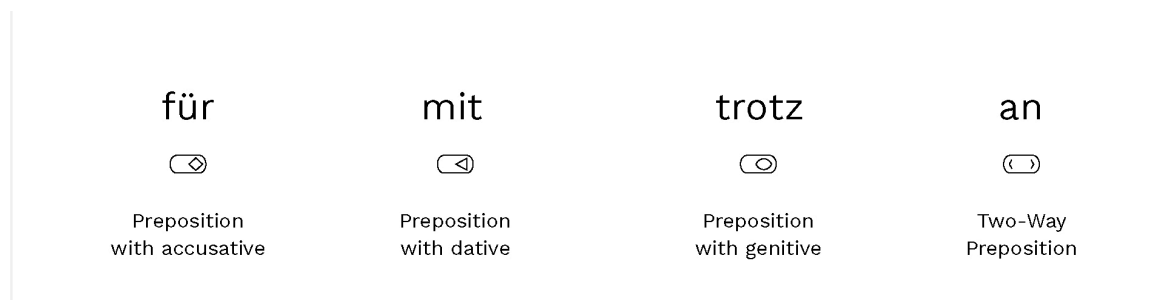 für mit trotz an
Preposition Preposition Preposition Two-Way
with accusative with dative with genitive Preposition